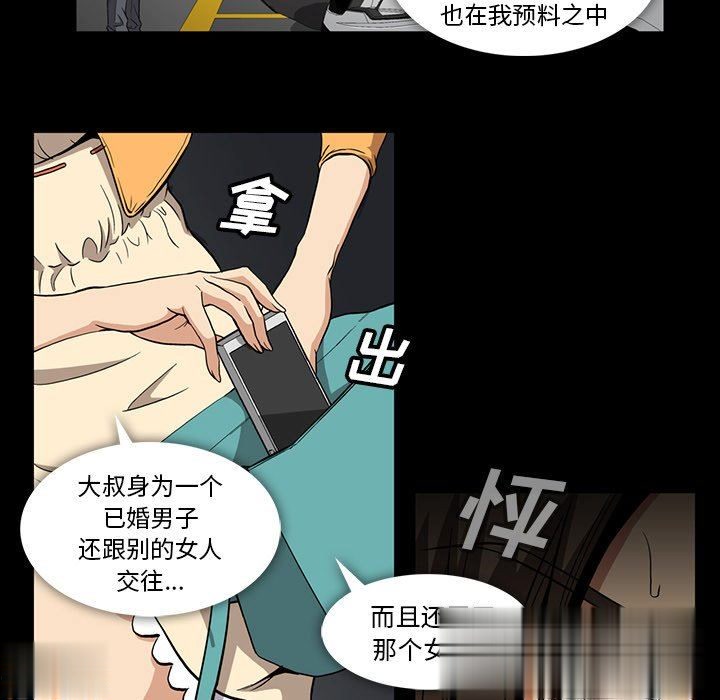 也在我预料之中
拿
出
大叔身为一个
已婚男子
还跟别的女人
交往...
怦
而且还
那个女